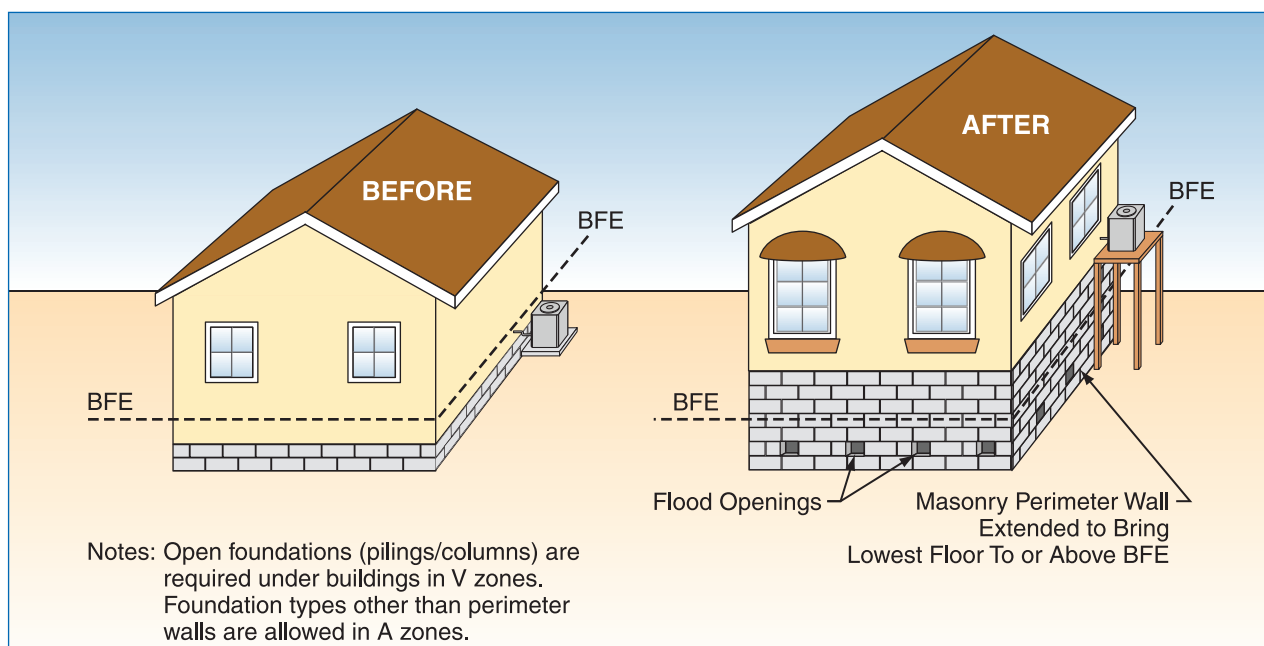 BEFORE
BFE
BFE
Notes: Open foundations (pilings/columns) are
required under buildings in V zones.
Foundation types other than perimeter
walls are allowed in A zones.
AFTER
BFE
BFE
Flood Openings
Masonry Perimeter Wall
Extended to Bring
Lowest Floor To or Above BFE